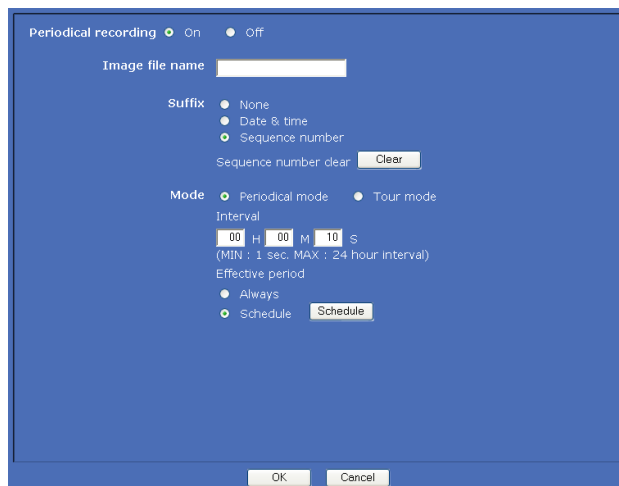 Periodical recording On Off
Image file name
Suffix None
Date & time
Sequence number
Sequence number clear Clear
Mode Periodical mode Tour mode
Interval
00 H 00 M 10 S
(MIN : 1 sec. MAX : 24 hour interval)
Effective period
Always
Schedule Schedule
OK Cancel